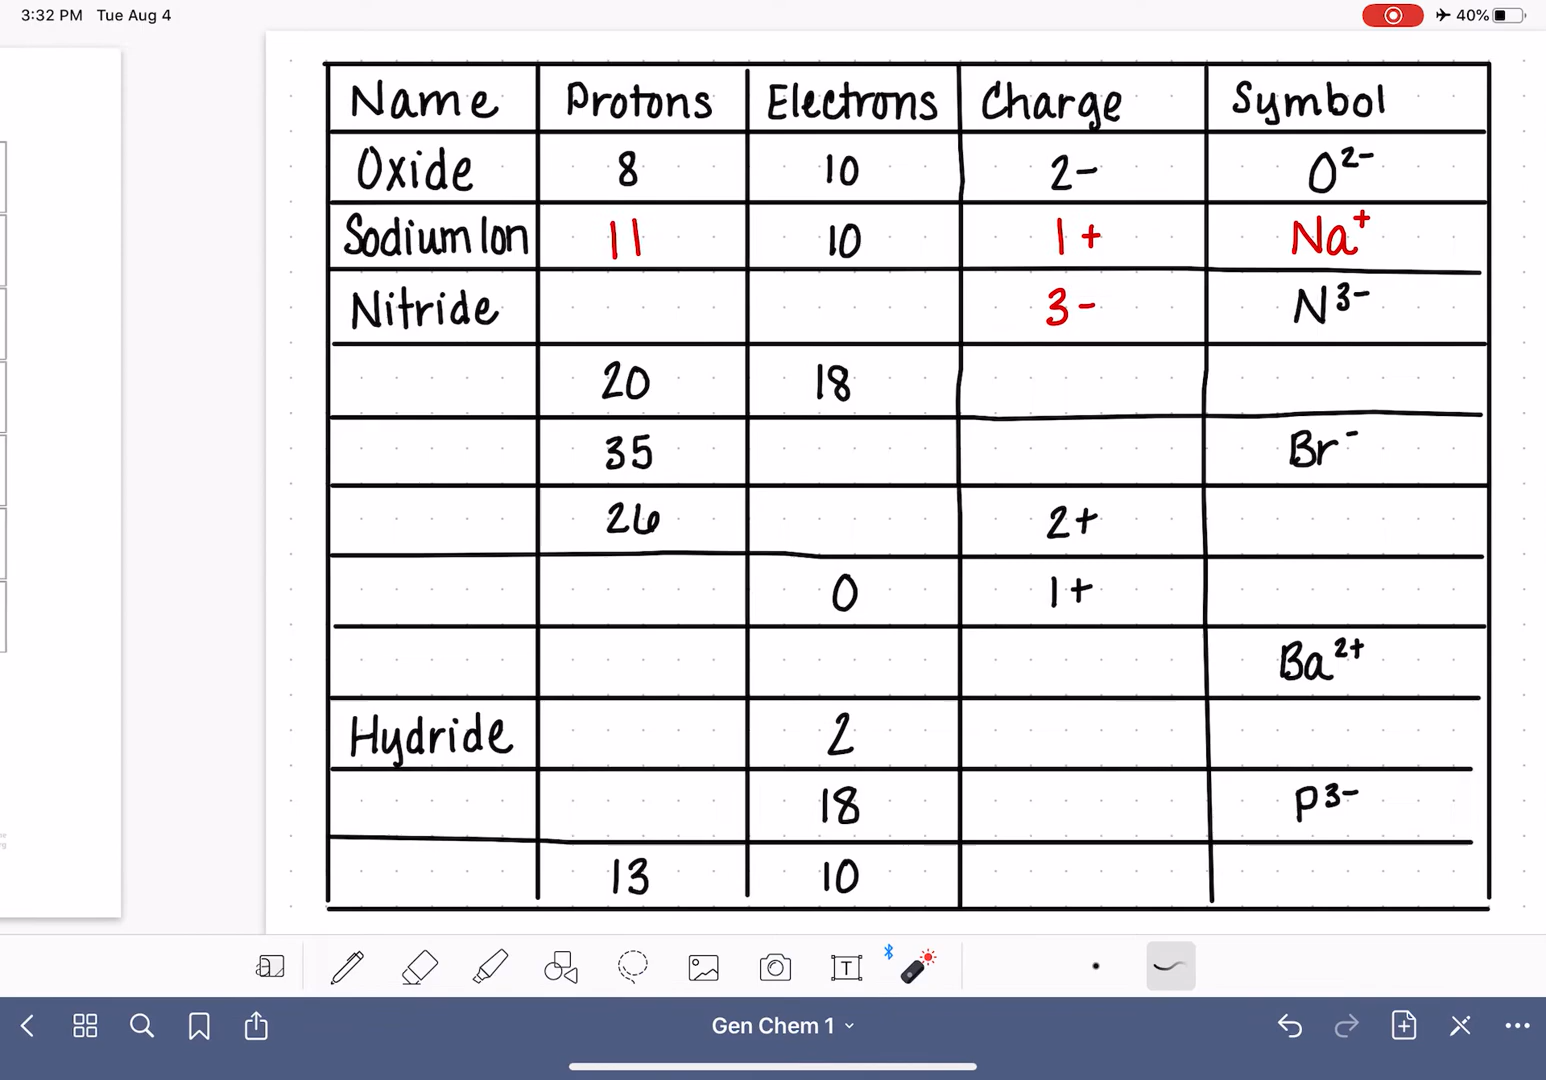 3:32 PM Tue Aug 4
40%
Name Protons Electrons Charge Symbol
Oxide 8 10 2- O²⁻
Sodium Ion 11 10 1+ Na⁺
Nitride 3- N³⁻
20 18
35 Br⁻
26 2+
0 1+
Ba²⁺
Hydride 2
18 P³⁻
13 10
T
Gen Chem 1